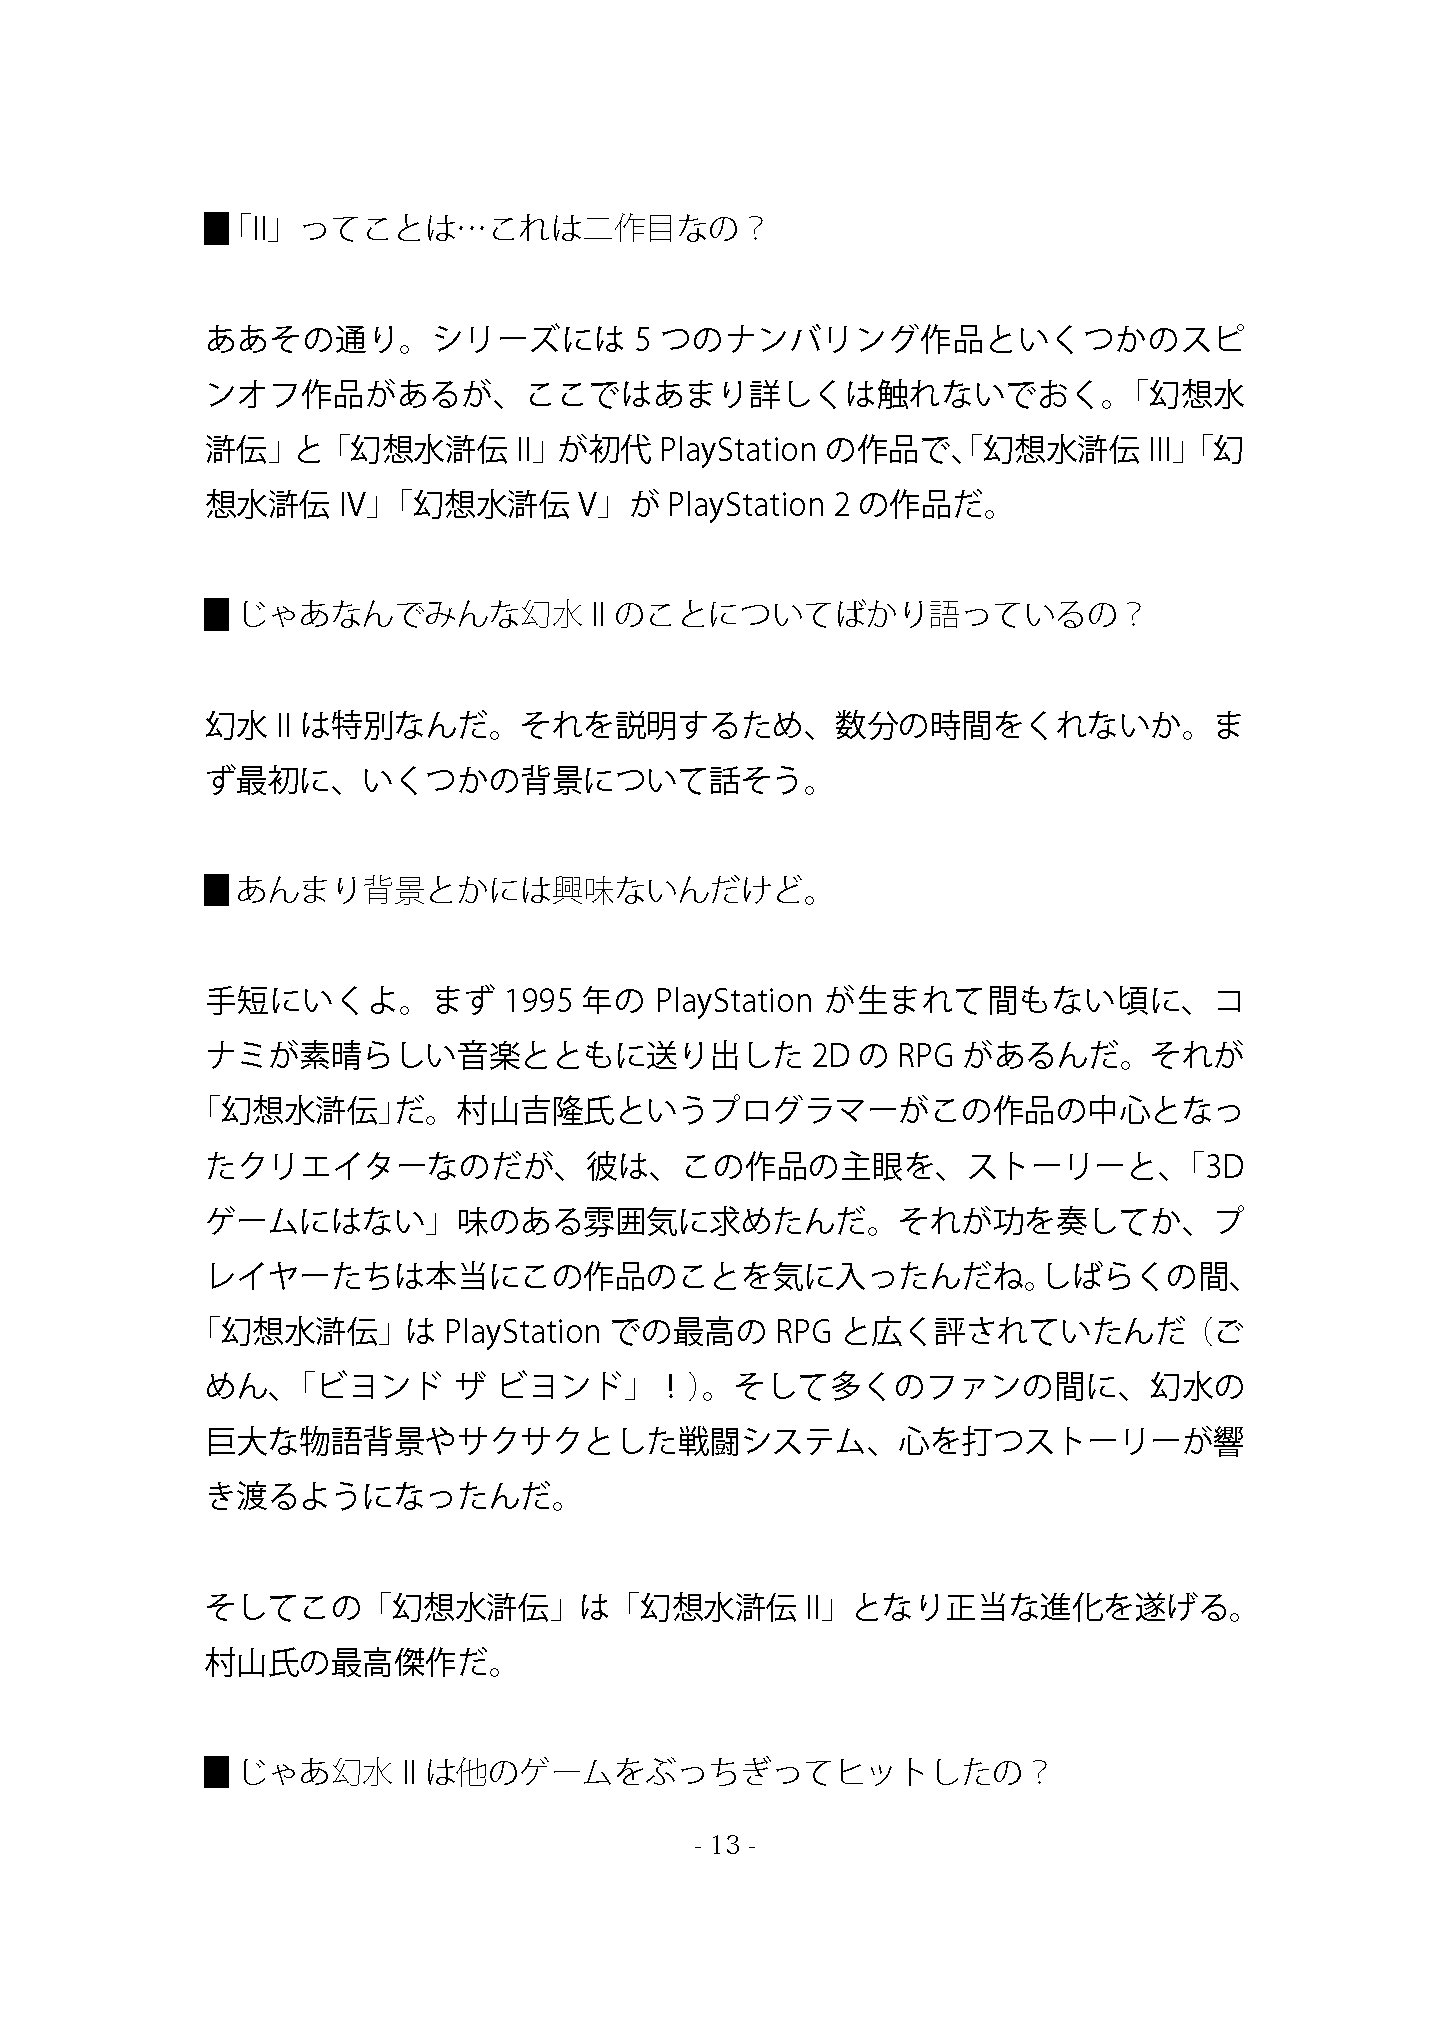 ■「II」ってことは…これは二作目なの？
ああその通り。シリーズには 5 つのナンバリング作品といくつかのスピ
ンオフ作品があるが、ここではあまり詳しくは触れないでおく。「幻想水
滸伝」と「幻想水滸伝 II」が初代 PlayStation の作品で、「幻想水滸伝 III」「幻
想水滸伝 IV」「幻想水滸伝 V」が PlayStation 2 の作品だ。
■じゃあなんでみんな幻水 II のことについてばかり語っているの？
幻水 II は特別なんだ。それを説明するため、数分の時間をくれないか。ま
ず最初に、いくつかの背景について話そう。
■あんまり背景とかには興味ないんだけど。
手短にいくよ。まず 1995 年の PlayStation が生まれて間もない頃に、コ
ナミが素晴らしい音楽とともに送り出した 2D の RPG があるんだ。それが
「幻想水滸伝」だ。村山吉隆氏というプログラマーがこの作品の中心となっ
たクリエイターなのだが、彼は、この作品の主眼を、ストーリーと、「3D
ゲームにはない」味のある雰囲気に求めたんだ。それが功を奏してか、プ
レイヤーたちは本当にこの作品のことを気に入ったんだね。しばらくの間、
「幻想水滸伝」は PlayStation での最高の RPG と広く評されていたんだ（ご
めん、「ビヨンド ザ ビヨンド」！）。そして多くのファンの間に、幻水の
巨大な物語背景やサクサクとした戦闘システム、心を打つストーリーが響
き渡るようになったんだ。
そしてこの「幻想水滸伝」は「幻想水滸伝 II」となり正当な進化を遂げる。
村山氏の最高傑作だ。
■じゃあ幻水 II は他のゲームをぶっちぎってヒットしたの？
- 13 -